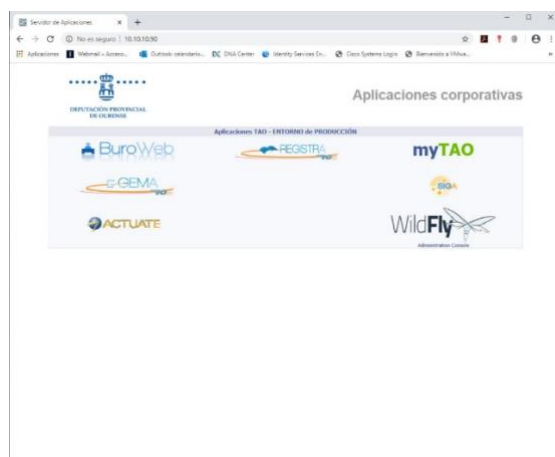 Servidor de Aplicaciones
No es seguro | 10.10.10.90
Aplicaciones
Webmail - Acceso...
Outlook calendario...
DNA Center
Identity Services En...
Cisco Systems Login
Bienvenido a VMwa...
DEPUTACIÓN PROVINCIAL
DE OURENSE
Aplicaciones corporativas
Aplicaciones TAO - ENTORNO de PRODUCCIÓN
BuroWeb
REGISTRA
myTAO
GEMA
SIGA
ACTUATE
WildFly
Administration Console